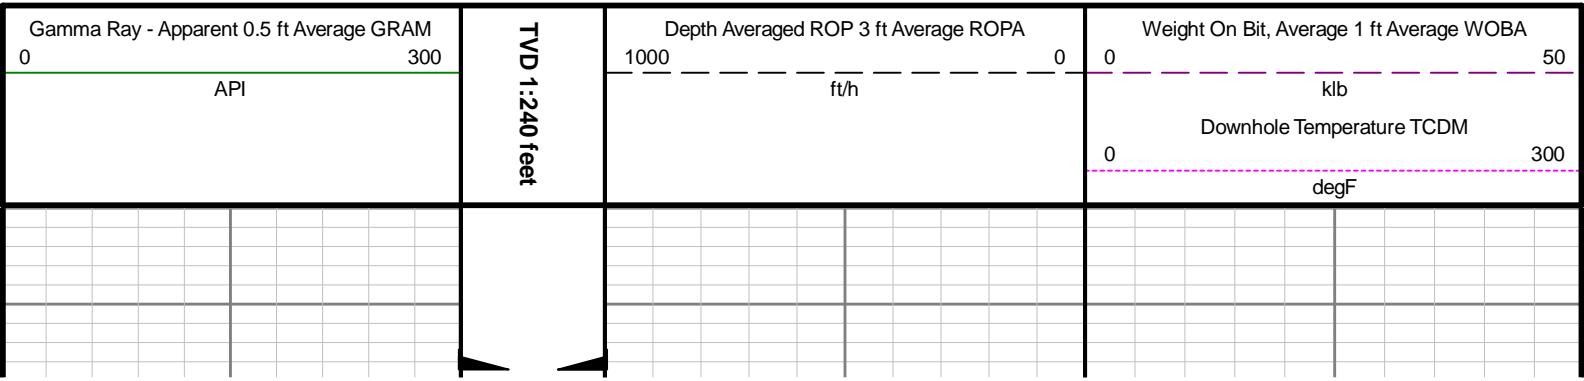 Gamma Ray - Apparent 0.5 ft Average GRAM
0 300
API
TVD 1:240 feet
Depth Averaged ROP 3 ft Average ROPA
1000 0
ft/h
Weight On Bit, Average 1 ft Average WOBA
0 50
klb
Downhole Temperature TCDM
0 300
degF